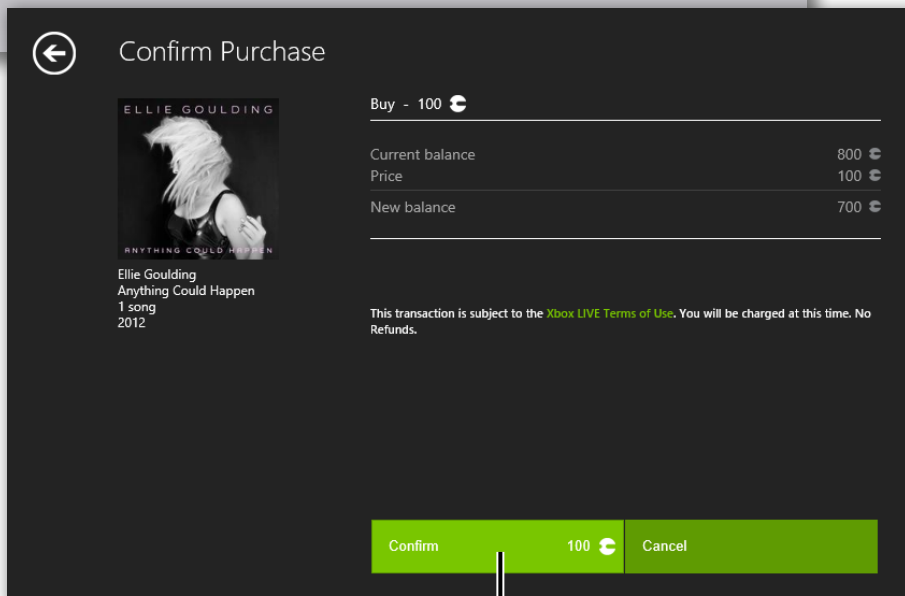 Confirm Purchase
ELLIE GOULDING
ANYTHING COULD HAPPEN
Ellie Goulding
Anything Could Happen
1 song
2012
Buy - 100
Current balance 800
Price 100
New balance 700
This transaction is subject to the Xbox LIVE Terms of Use. You will be charged at this time. No
Refunds.
Confirm 100
Cancel